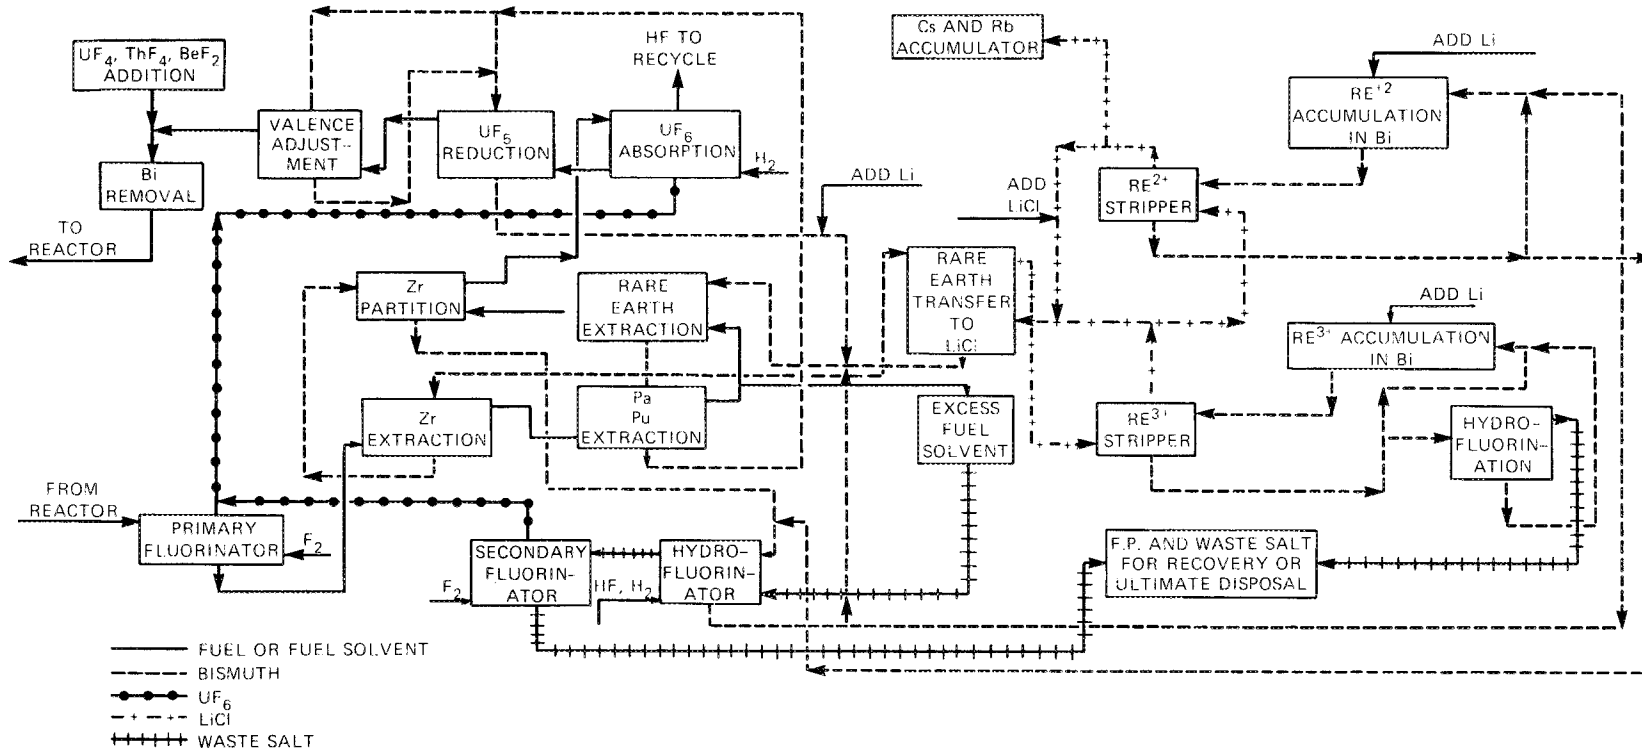 UF4, ThF4, BeF2
ADDITION
VALENCE
ADJUST-
MENT
Bi
REMOVAL
TO
REACTOR
UF5
REDUCTION
UF6
ABSORPTION
HF TO
RECYCLE
H2
Cs AND Rb
ACCUMULATOR
ADD Li
RE+2
ACCUMULATION
IN Bi
ADD Li
ADD
LiCl
RE2+
STRIPPER
Zr
PARTITION
RARE
EARTH
EXTRACTION
RARE
EARTH
TRANSFER
TO
LiCl
ADD Li
RE3+ ACCUMULATION
IN Bi
Zr
EXTRACTION
Pa
Pu
EXTRACTION
EXCESS
FUEL
SOLVENT
RE3+
STRIPPER
HYDRO-
FLUORIN-
ATION
FROM
REACTOR
PRIMARY
FLUORINATOR
F2
SECONDARY
FLUORIN-
ATOR
F2
HF, H2
HYDRO-
FLUORIN-
ATOR
F.P. AND WASTE SALT
FOR RECOVERY OR
ULTIMATE DISPOSAL
FUEL OR FUEL SOLVENT
BISMUTH
UF6
LiCl
WASTE SALT